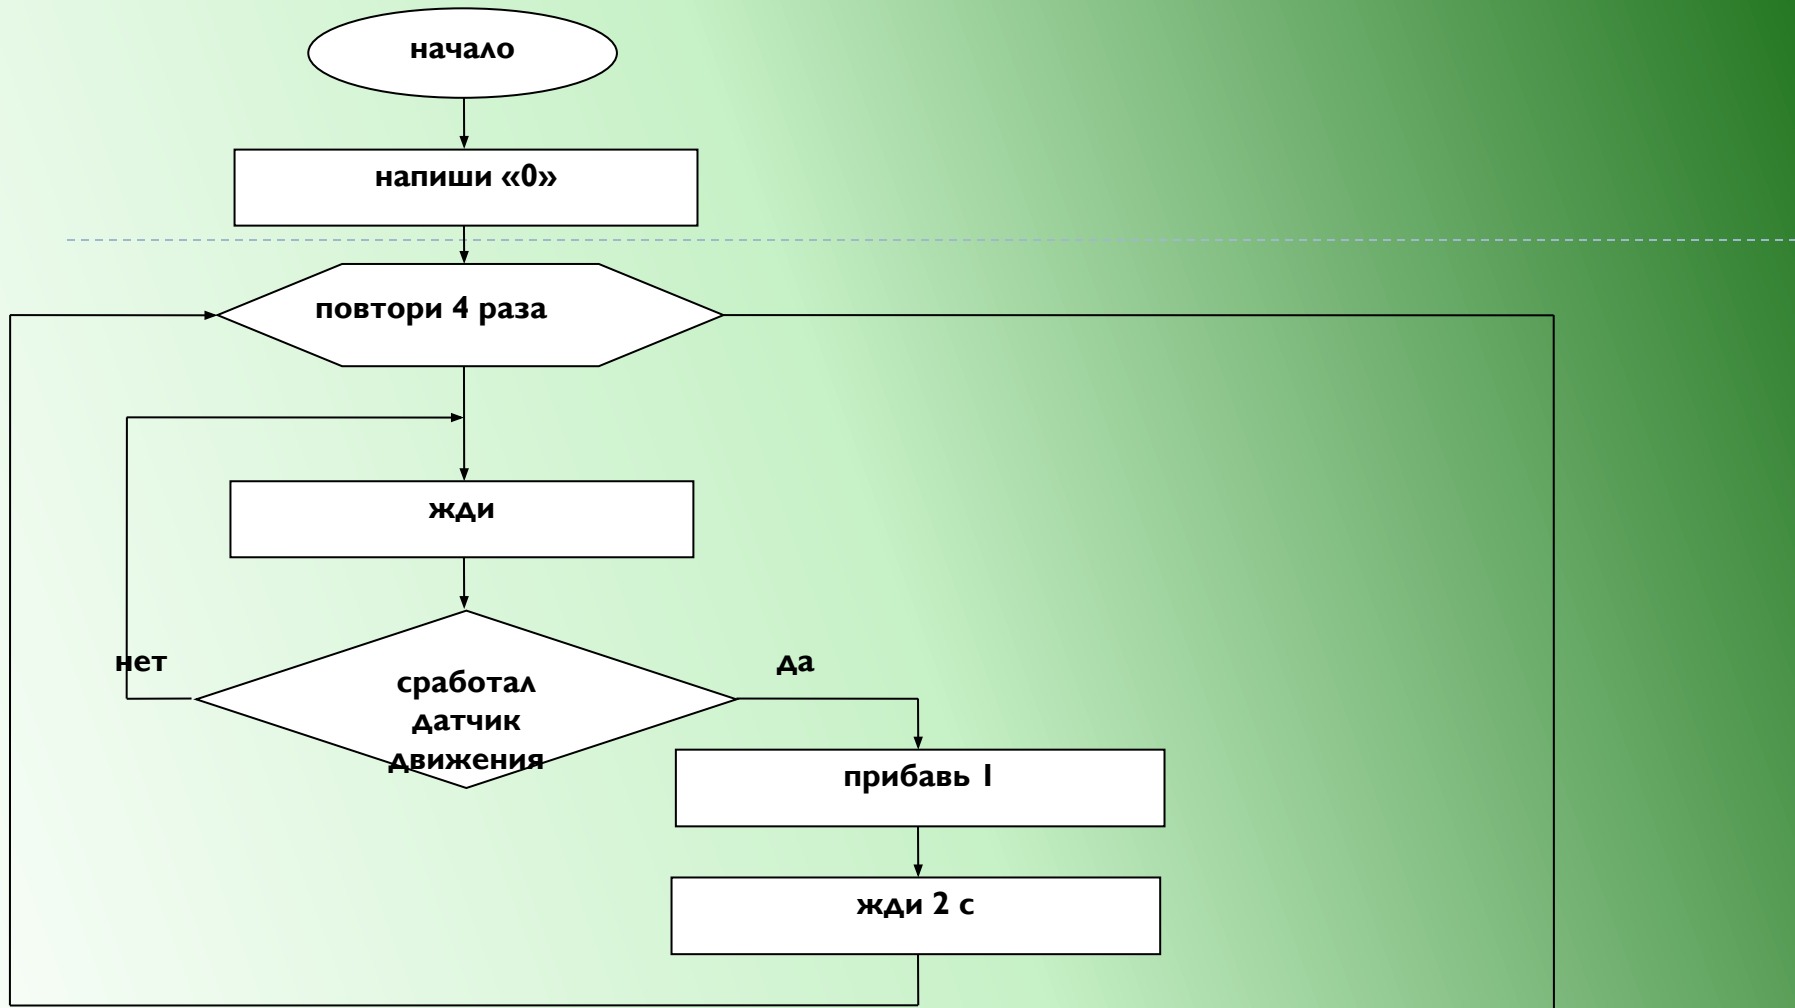 начало
напиши «0»
повтори 4 раза
жди
нет
да
сработал
датчик
движения
прибавь 1
жди 2 с